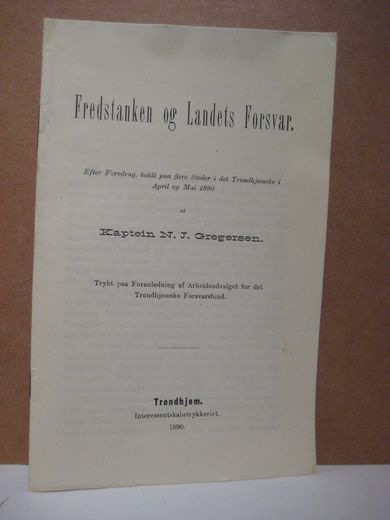 Fredstanken og Landets Forsvar.
Efter Foredrag, holdt paa flere Steder i det Trondhjemske i
April og Mai 1890
af
Kaptein N. J. Gregersen.
Trykt paa Foranledning af Arbeidsudvalget for det
Trondhjemske Forsvarsfond.
Trondhjem.
Interessentskabstrykkeriet.
1890.